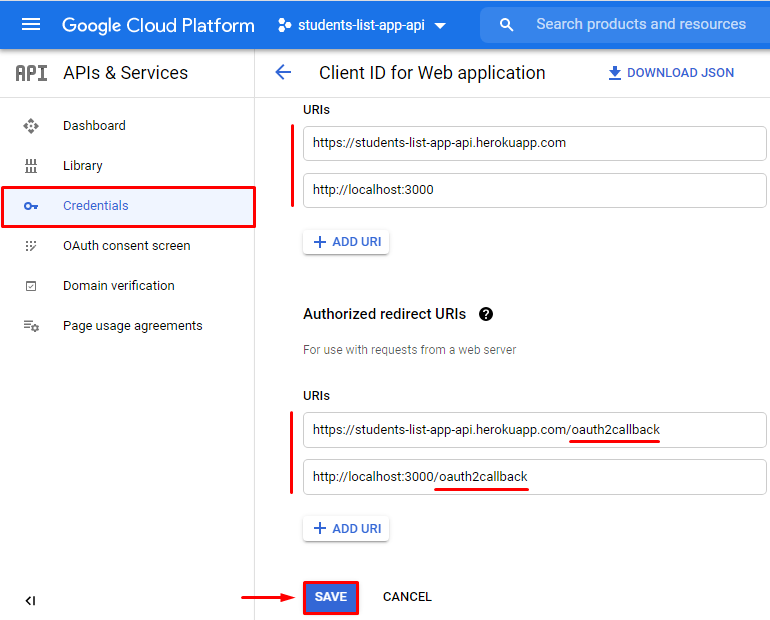 Google Cloud Platform students-list-app-api Search products and resources
API APIs & Services Client ID for Web application DOWNLOAD JSON
Dashboard
Library
Credentials
OAuth consent screen
Domain verification
Page usage agreements
URIs
https://students-list-app-api.herokuapp.com
http://localhost:3000
ADD URI
Authorized redirect URIs ?
For use with requests from a web server
URIs
https://students-list-app-api.herokuapp.com/oauth2callback
http://localhost:3000/oauth2callback
ADD URI
SAVE CANCEL